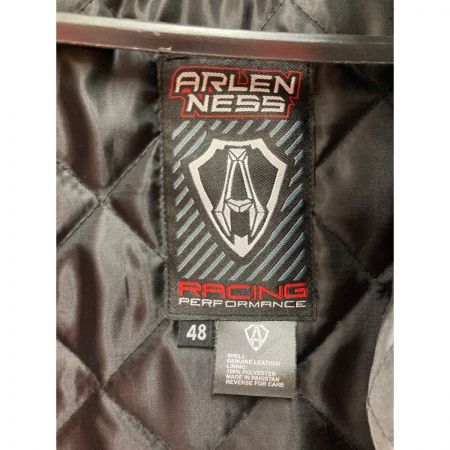 ARLEN
NESS
RACING
PERFORMANCE
48
SHELL:
GENUINE LEATHER
LINING:
100% POLYESTER
MADE IN PAKISTAN
REVERSE FOR CARE